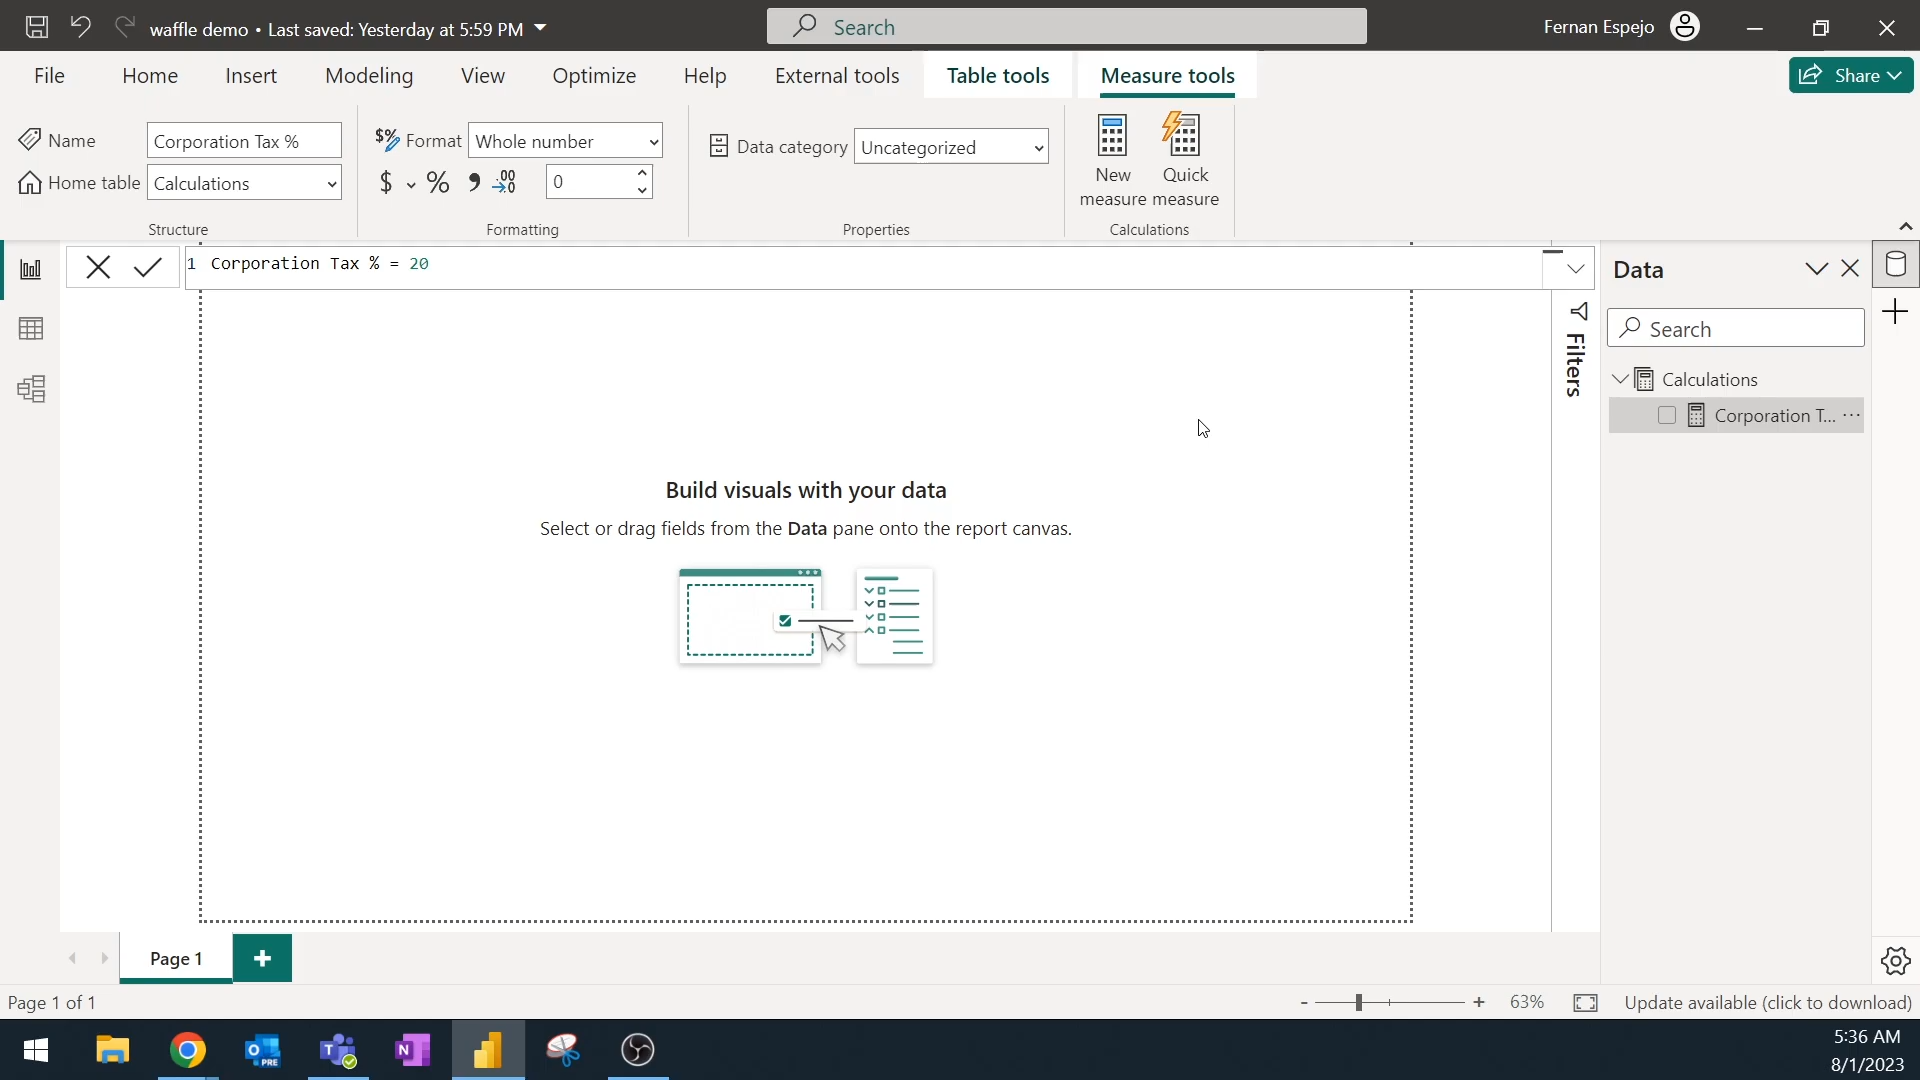 waffle demo • Last saved: Yesterday at 5:59 PM
Search
Fernan Espejo
File Home Insert Modeling View Optimize Help External tools Table tools Measure tools
Share
Name Corporation Tax %
Home table Calculations
Structure
$% Format Whole number
$ % , .00 0
Formatting
Data category Uncategorized
Properties
New measure
Quick measure
Calculations
1 Corporation Tax % = 20
Filters
Data
Search
Calculations
Corporation T... ...
Build visuals with your data
Select or drag fields from the Data pane onto the report canvas.
Page 1 +
Page 1 of 1
- + 63%
Update available (click to download)
O PRE
T
N
5:36 AM
8/1/2023